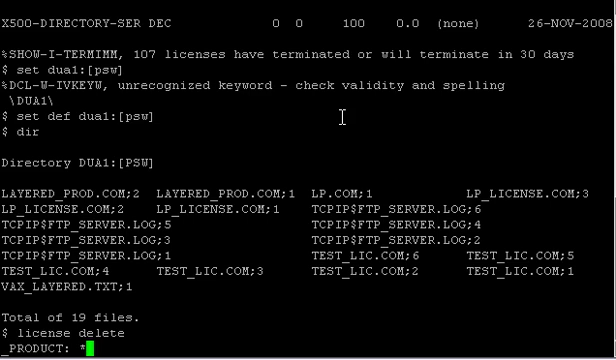 X500-DIRECTORY-SER DEC 0 0 100 0.0 (none) 26-NOV-2008
%SHOW-I-TERMIMM, 107 licenses have terminated or will terminate in 30 days
$ set dua1:[psw]
%DCL-W-IVKEYW, unrecognized keyword - check validity and spelling
\DUA1\
$ set def dua1:[psw]
$ dir
Directory DUA1:[PSW]
LAYERED_PROD.COM;2 LAYERED_PROD.COM;1 LP.COM;1 LP_LICENSE.COM;3
LP_LICENSE.COM;2 LP_LICENSE.COM;1 TCPIP$FTP_SERVER.LOG;6
TCPIP$FTP_SERVER.LOG;5 TCPIP$FTP_SERVER.LOG;4
TCPIP$FTP_SERVER.LOG;3 TCPIP$FTP_SERVER.LOG;2
TCPIP$FTP_SERVER.LOG;1 TEST_LIC.COM;6 TEST_LIC.COM;5
TEST_LIC.COM;4 TEST_LIC.COM;3 TEST_LIC.COM;2 TEST_LIC.COM;1
VAX_LAYERED.TXT;1
Total of 19 files.
$ license delete
_PRODUCT: *